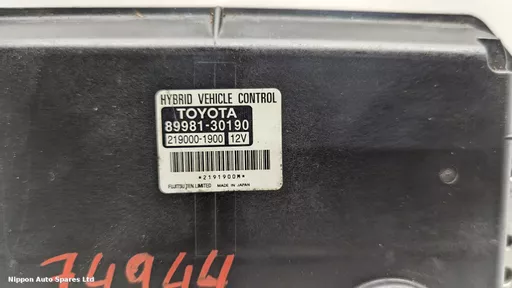 HYBRID VEHICLE CONTROL
TOYOTA
89981-30190
219000-1900 12V
*2191900M*
FUJITSU TEN LIMITED MADE IN JAPAN
74944
Nippon Auto Spares Ltd